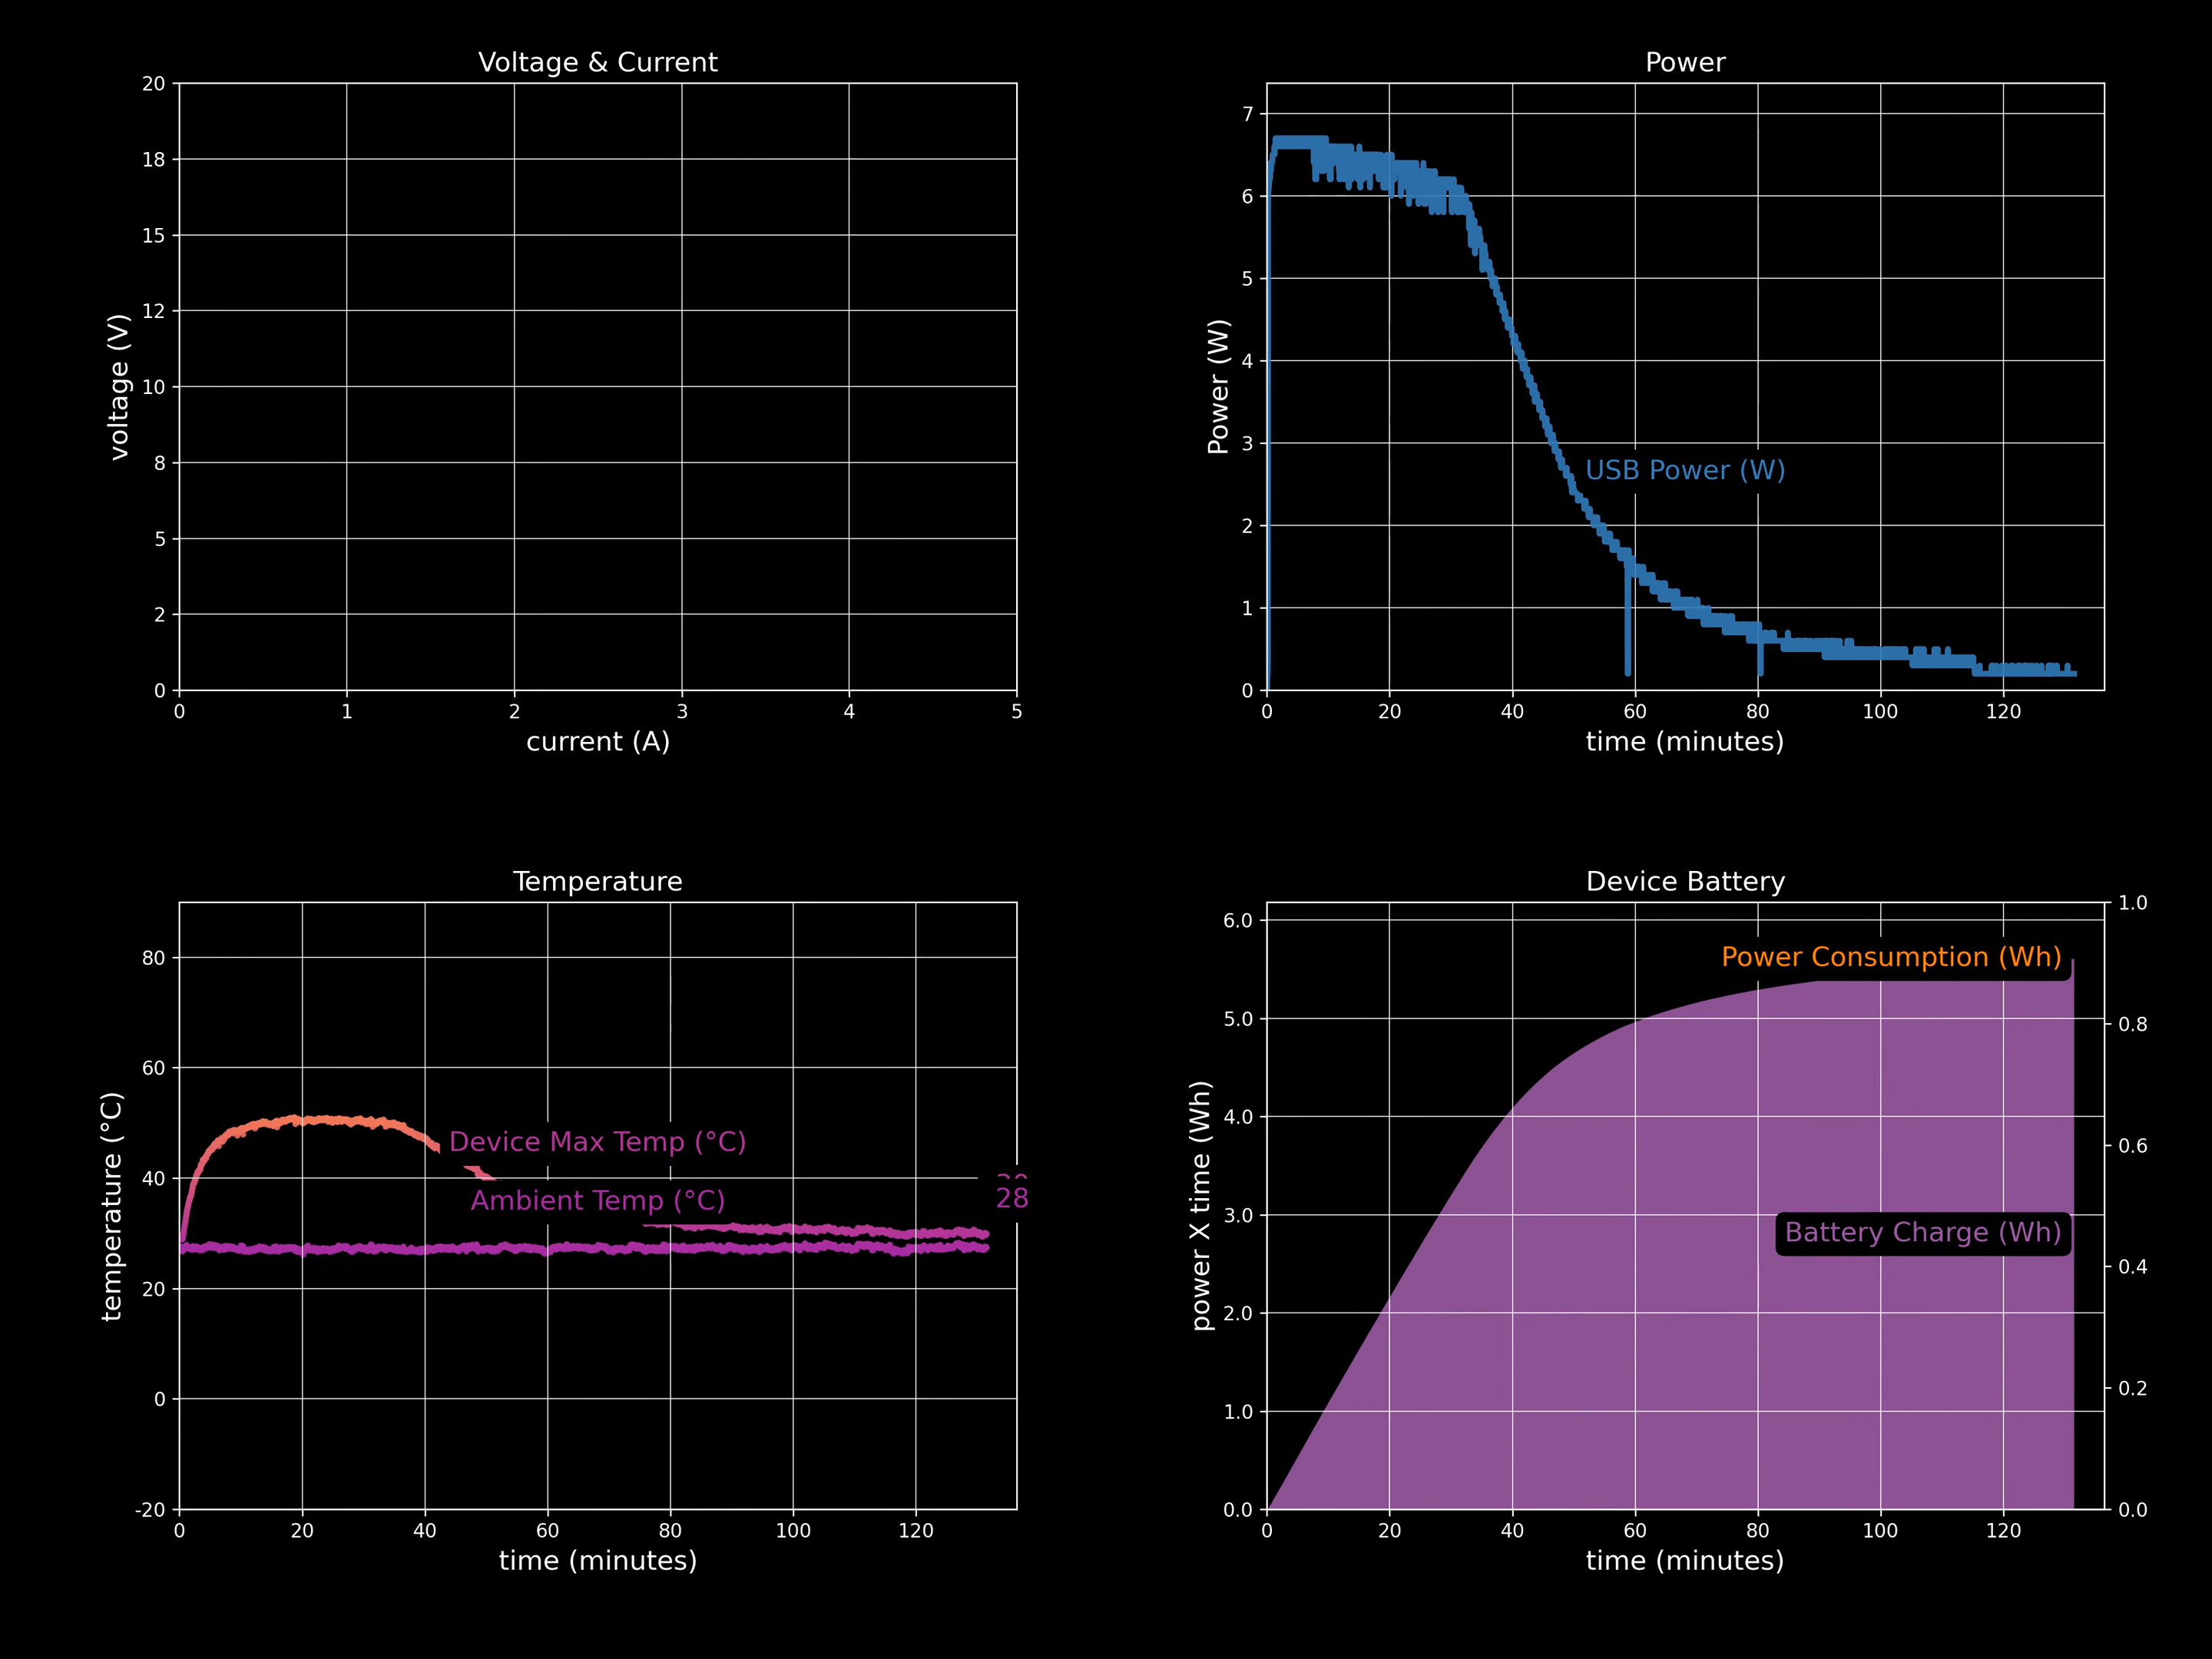 Voltage & Current
20
18
15
12
10
8
5
2
0
voltage (V)
0 1 2 3 4 5
current (A)
Power
7
6
5
4
3
2
1
0
Power (W)
USB Power (W)
0 20 40 60 80 100 120
time (minutes)
Temperature
80
60
40
20
0
-20
temperature (°C)
Device Max Temp (°C)
Ambient Temp (°C)
28
0 20 40 60 80 100 120
time (minutes)
Device Battery
6.0
5.0
4.0
3.0
2.0
1.0
0.0
power X time (Wh)
Power Consumption (Wh)
Battery Charge (Wh)
1.0
0.8
0.6
0.4
0.2
0.0
0 20 40 60 80 100 120
time (minutes)